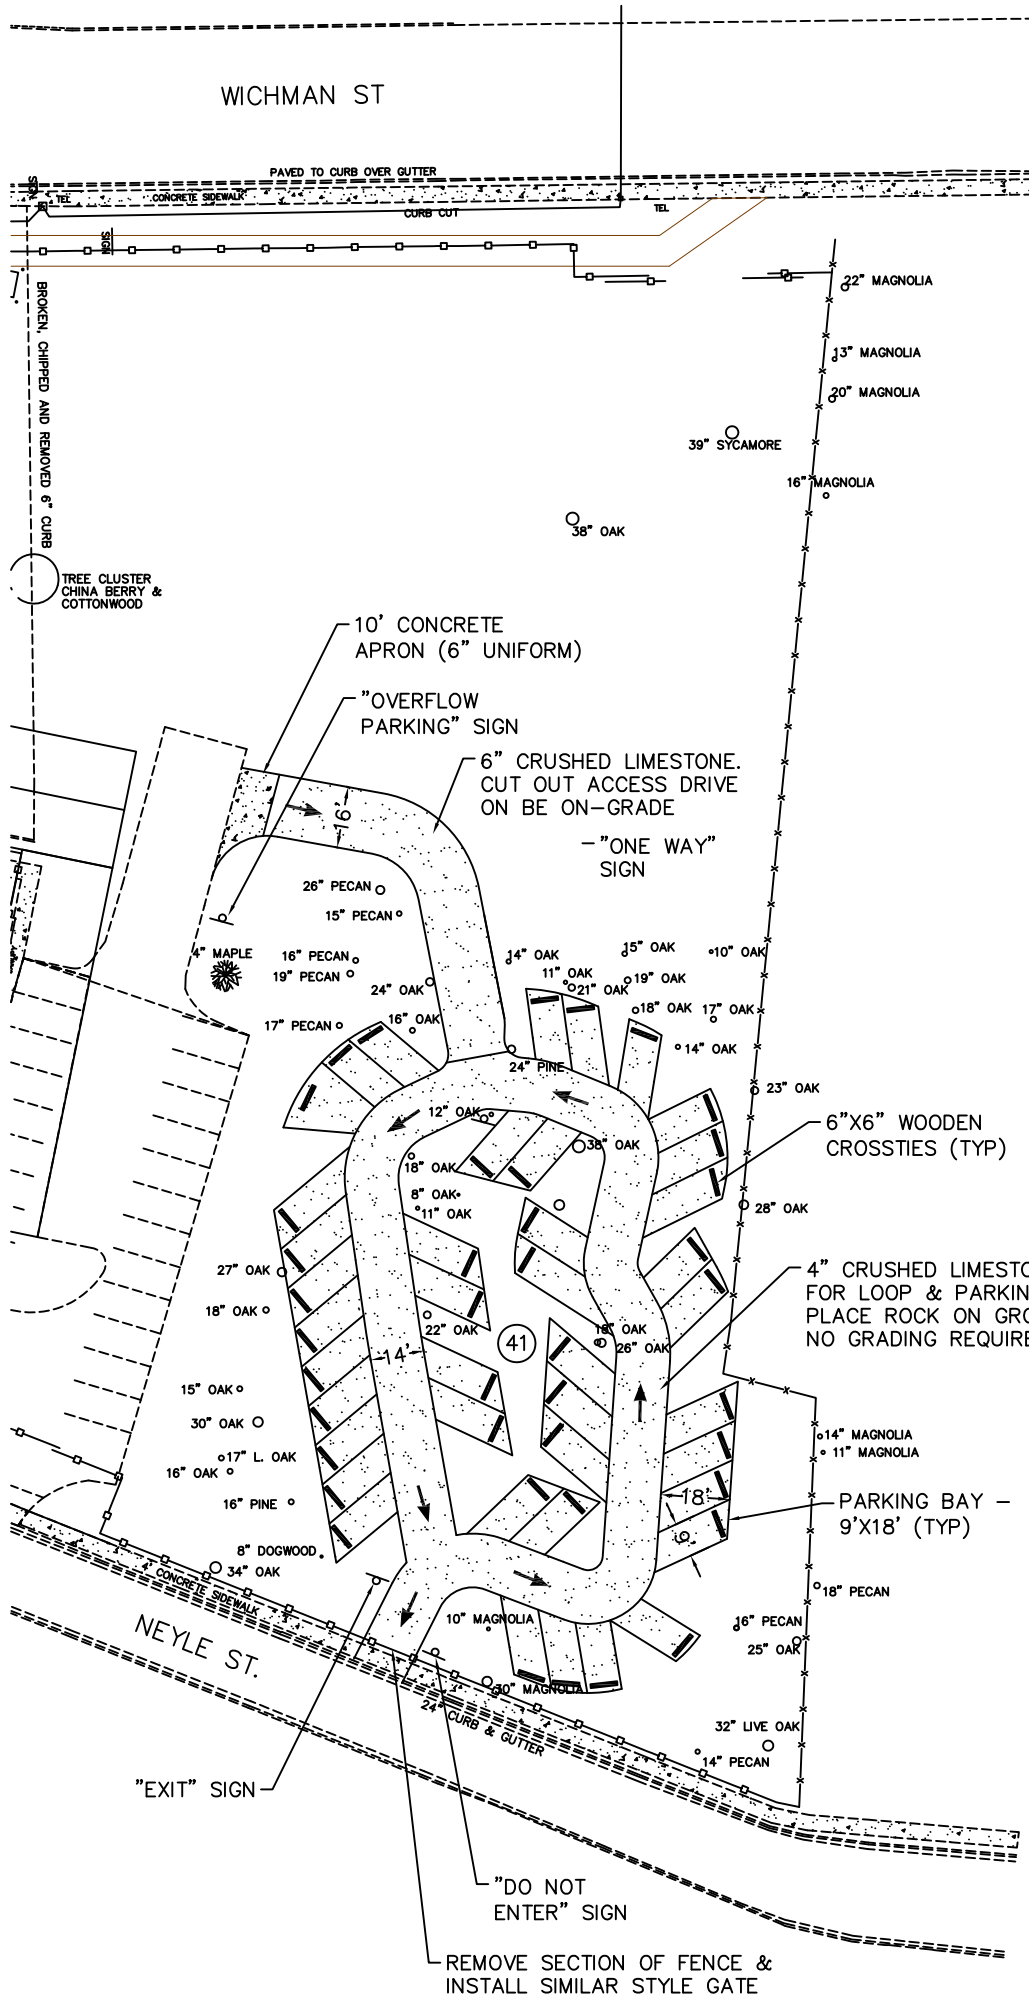 WICHMAN ST
PAVED TO CURB OVER GUTTER
SIGN
TEE
CONCRETE SIDEWALK
CURB CUT
TEL
SIGN
BROKEN, CHIPPED AND REMOVED 6" CURB
22" MAGNOLIA
13" MAGNOLIA
20" MAGNOLIA
39" SYCAMORE
16" MAGNOLIA
38" OAK
TREE CLUSTER
CHINA BERRY &
COTTONWOOD
10' CONCRETE
APRON (6" UNIFORM)
"OVERFLOW
PARKING" SIGN
6" CRUSHED LIMESTONE.
CUT OUT ACCESS DRIVE
ON BE ON-GRADE
16'
"ONE WAY"
SIGN
26" PECAN
15" PECAN
4" MAPLE
16" PECAN
19" PECAN
24" OAK
14" OAK
15" OAK
10" OAK
11" OAK
21" OAK
19" OAK
18" OAK
17" OAK
17" PECAN
16" OAK
14" OAK
24" PINE
23" OAK
12" OAK
6"X6" WOODEN
CROSSTIES (TYP)
38" OAK
18" OAK
8" OAK
11" OAK
28" OAK
27" OAK
4" CRUSHED LIMESTO
FOR LOOP & PARKIN
PLACE ROCK ON GRO
NO GRADING REQUIRE
18" OAK
22" OAK
41
18" OAK
26" OAK
14'
15" OAK
30" OAK
14" MAGNOLIA
11" MAGNOLIA
17" L. OAK
16" OAK
16" PINE
18'
9'
PARKING BAY -
9'X18' (TYP)
8" DOGWOOD
34" OAK
4' CONCRETE SIDEWALK
18" PECAN
10" MAGNOLIA
16" PECAN
25" OAK
NEYLE ST.
30" MAGNOLIA
24" CURB & GUTTER
32" LIVE OAK
14" PECAN
"EXIT" SIGN
"DO NOT
ENTER" SIGN
REMOVE SECTION OF FENCE &
INSTALL SIMILAR STYLE GATE